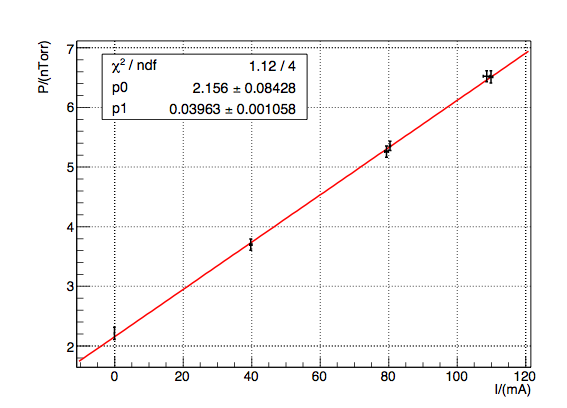 P/(nTorr)
7
χ² / ndf 1.12 / 4
p0 2.156 ± 0.08428
p1 0.03963 ± 0.001058
6
5
4
3
2
0 20 40 60 80 100 120
I/(mA)